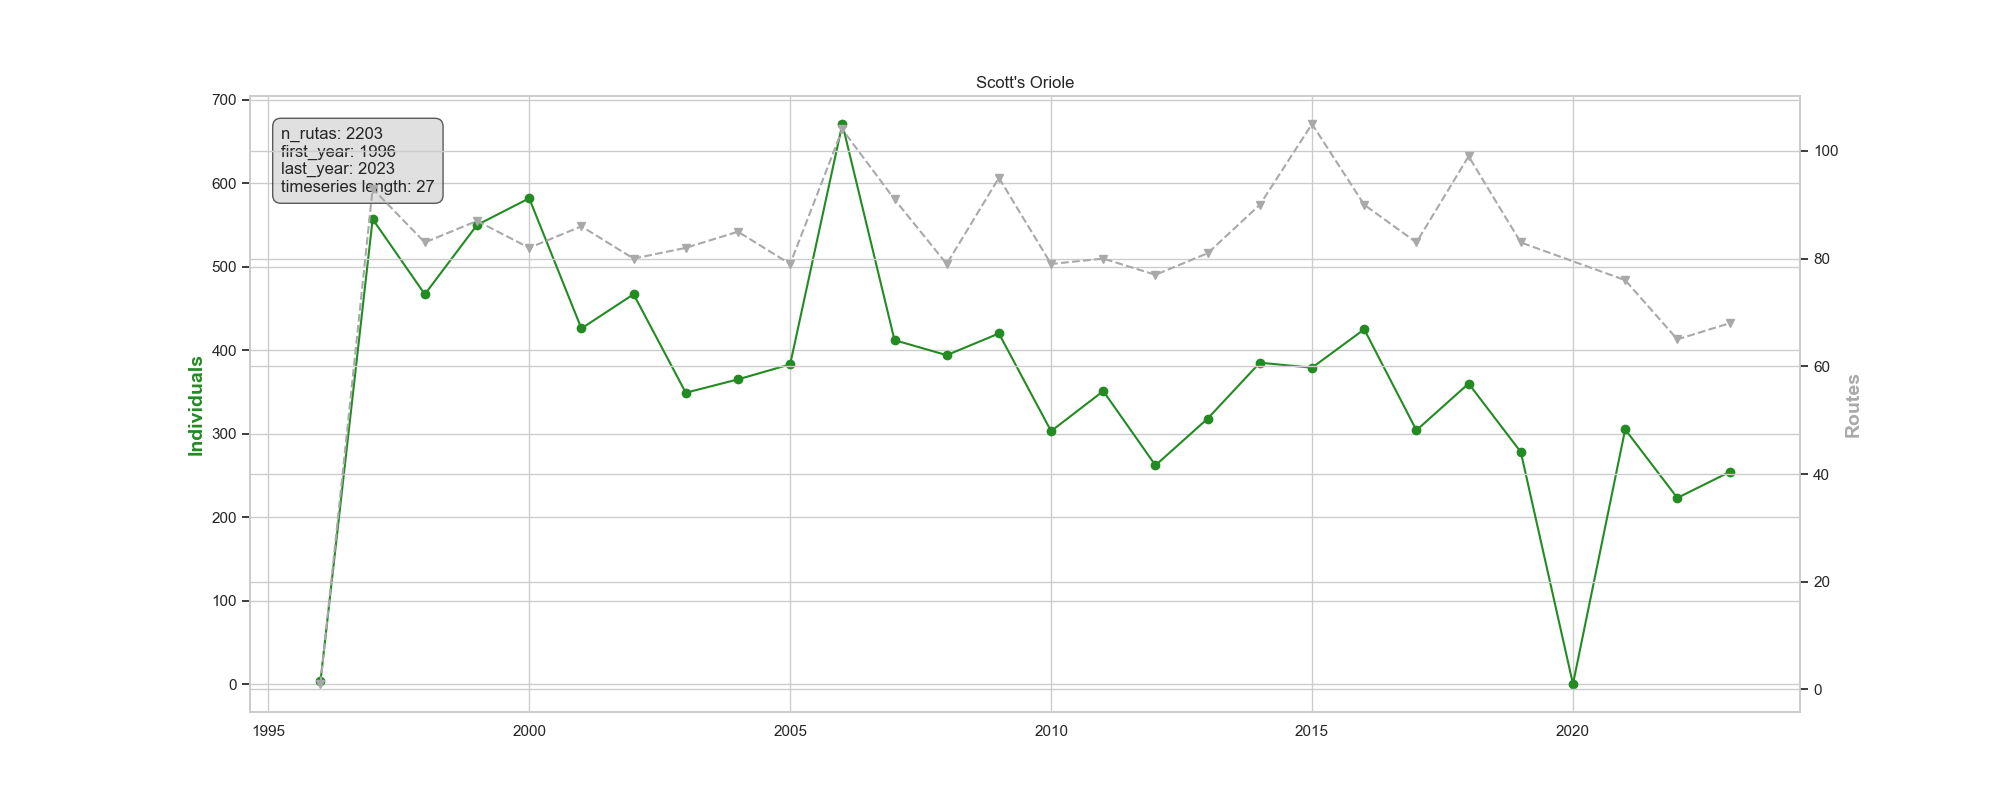 Scott's Oriole
n_rutas: 2203
first_year: 1996
last_year: 2023
timeseries length: 27
Individuals
700
600
500
400
300
200
100
0
Routes
100
80
60
40
20
0
1995
2000
2005
2010
2015
2020